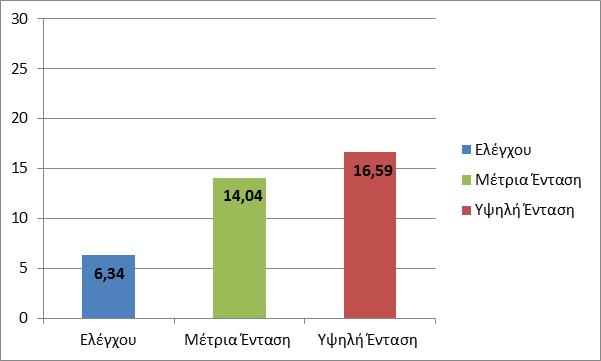 30
25
20
15
10
5
0
6,34
14,04
16,59
Ελέγχου
Μέτρια Ένταση
Υψηλή Ένταση
Ελέγχου
Μέτρια Ένταση
Υψηλή Ένταση